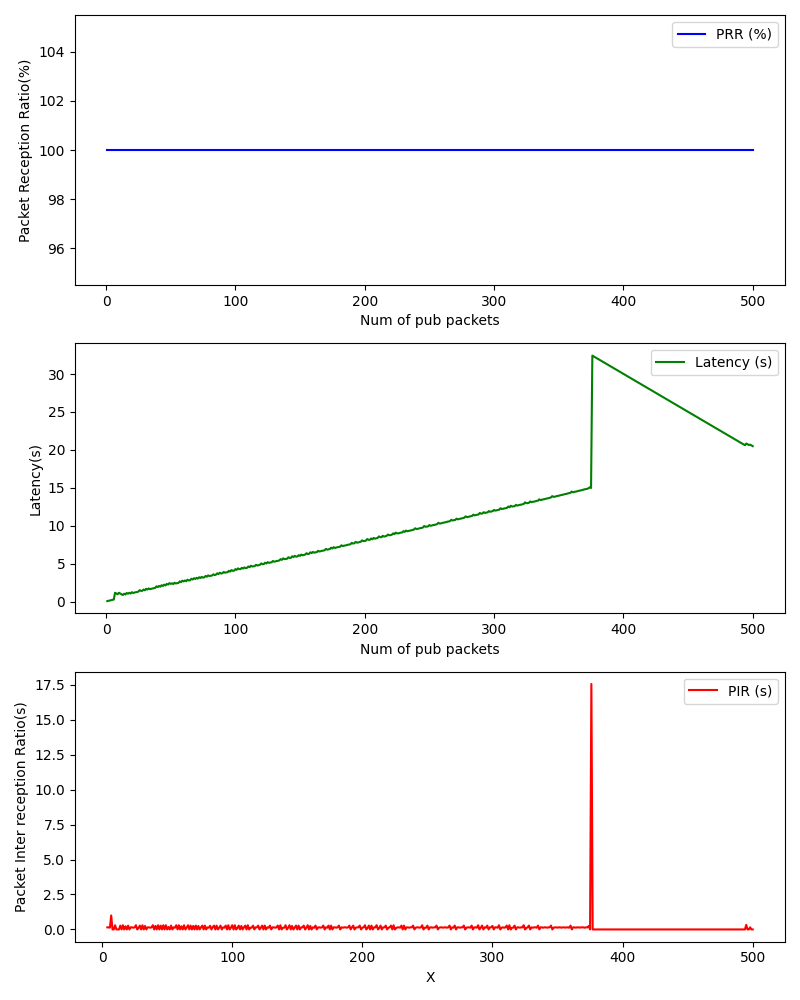 PRR (%)
Packet Reception Ratio(%)
104
102
100
98
96
0 100 200 300 400 500
Num of pub packets
Latency (s)
Latency(s)
30
25
20
15
10
5
0
0 100 200 300 400 500
Num of pub packets
PIR (s)
Packet Inter reception Ratio(s)
17.5
15.0
12.5
10.0
7.5
5.0
2.5
0.0
0 100 200 300 400 500
X